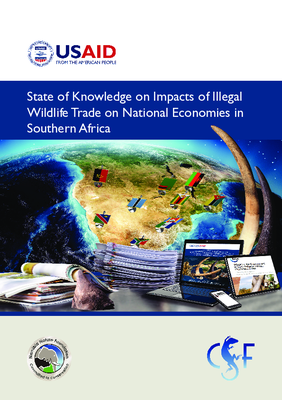 USAID
FROM THE AMERICAN PEOPLE
State of Knowledge on Impacts of Illegal
Wildlife Trade on National Economies in
Southern Africa
CSF